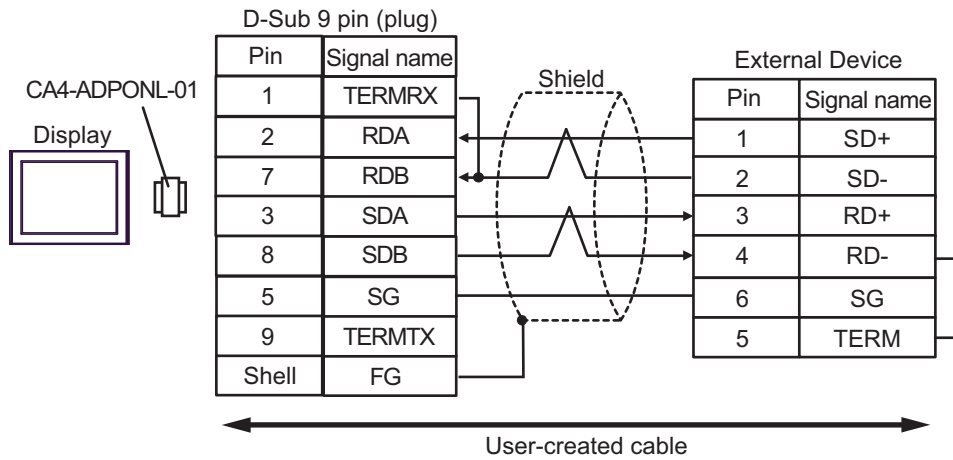 D-Sub 9 pin (plug)
Pin Signal name
1 TERMRX
2 RDA
7 RDB
3 SDA
8 SDB
5 SG
9 TERMTX
Shell FG
CA4-ADPONL-01
Display
Shield
External Device
Pin Signal name
1 SD+
2 SD-
3 RD+
4 RD-
6 SG
5 TERM
User-created cable